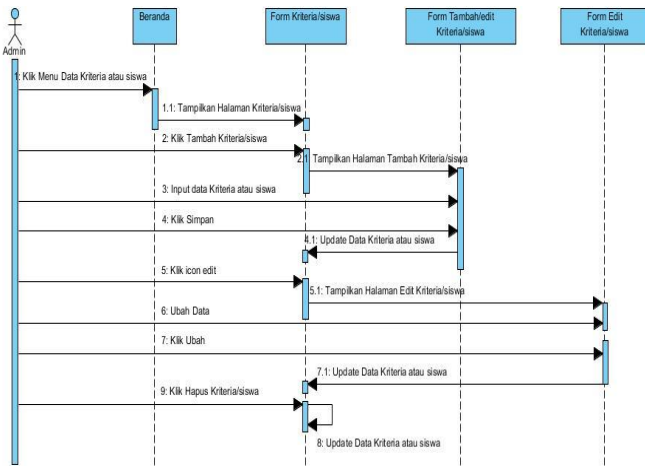 Beranda
Form Kriteria/siswa
Form Tambah/edit
Kriteria/siswa
Form Edit
Kriteria/siswa
Admin
1: Klik Menu Data Kriteria atau siswa
1.1: Tampilkan Halaman Kriteria/siswa
2: Klik Tambah Kriteria/siswa
2.1: Tampilkan Halaman Tambah Kriteria/siswa
3: Input data Kriteria atau siswa
4: Klik Simpan
4.1: Update Data Kriteria atau siswa
5: Klik icon edit
5.1: Tampilkan Halaman Edit Kriteria/siswa
6: Ubah Data
7: Klik Ubah
7.1: Update Data Kriteria atau siswa
9: Klik Hapus Kriteria/siswa
8: Update Data Kriteria atau siswa